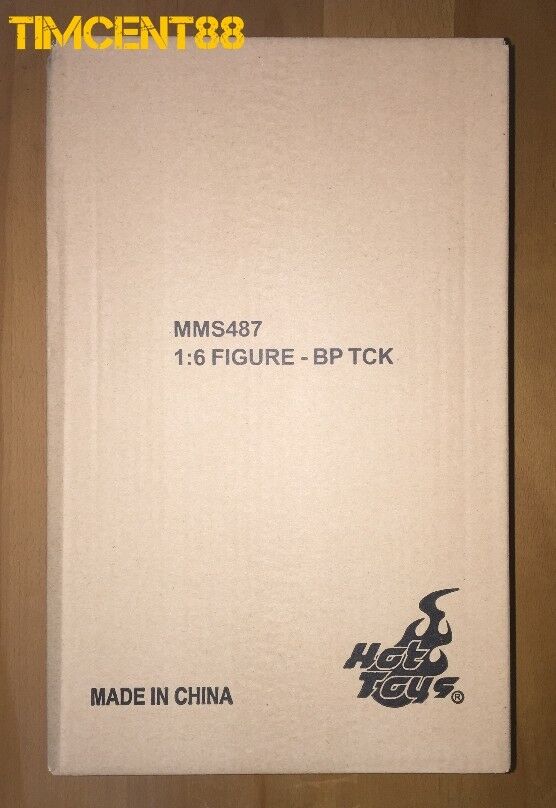 TIMCENT88
MMS487
1:6 FIGURE - BP TCK
Hot
Toys®
MADE IN CHINA